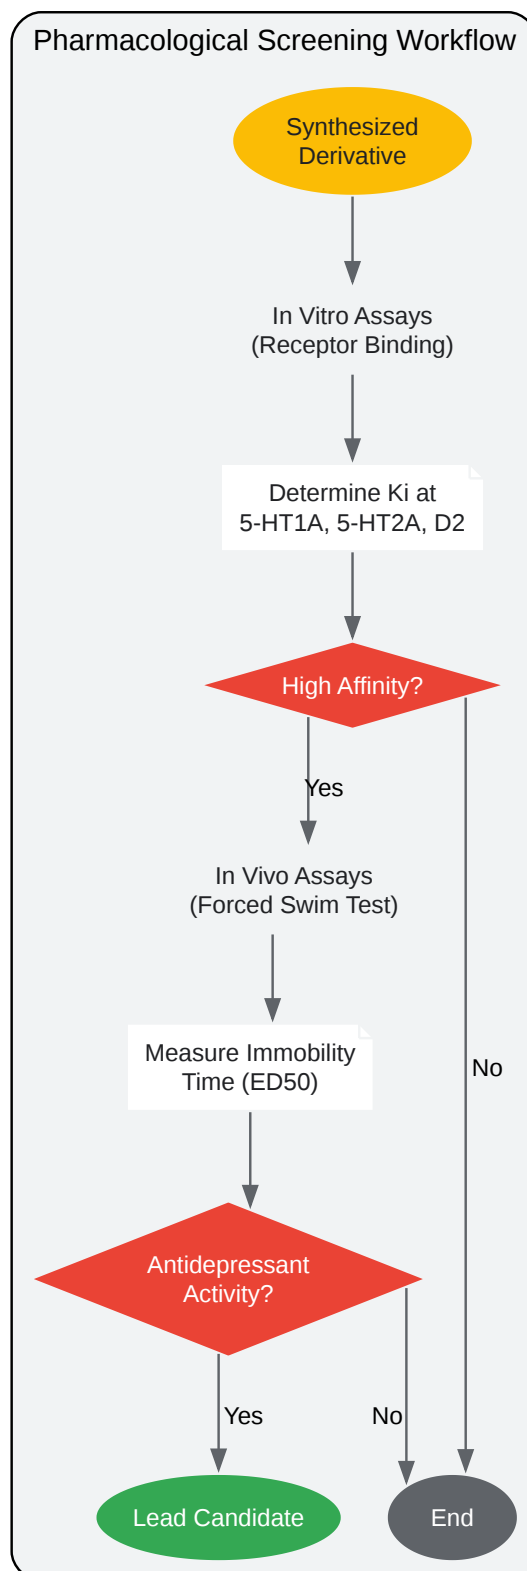 Pharmacological Screening Workflow
Synthesized
Derivative
In Vitro Assays
(Receptor Binding)
Determine Ki at
5-HT1A, 5-HT2A, D2
High Affinity?
Yes
In Vivo Assays
(Forced Swim Test)
Measure Immobility
Time (ED50)
No
Antidepressant
Activity?
Yes
No
Lead Candidate
End